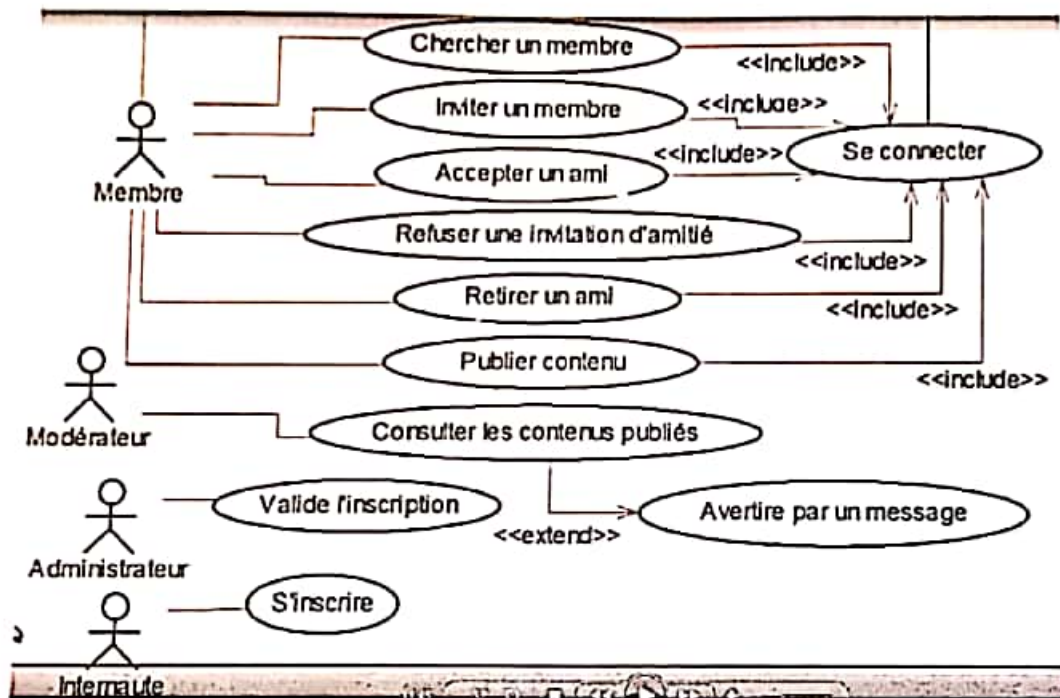 Chercher un membre
<<include>>
Inviter un membre
<<include>>
Se connecter
Accepter un ami
<<include>>
Membre
Refuser une invitation d'amitié
<<include>>
Retirer un ami
<<include>>
Publier contenu
<<include>>
Modérateur
Consulter les contenus publiés
Valide l'inscription
Avertire par un message
<<extend>>
Administrateur
S'inscrire
Internaute